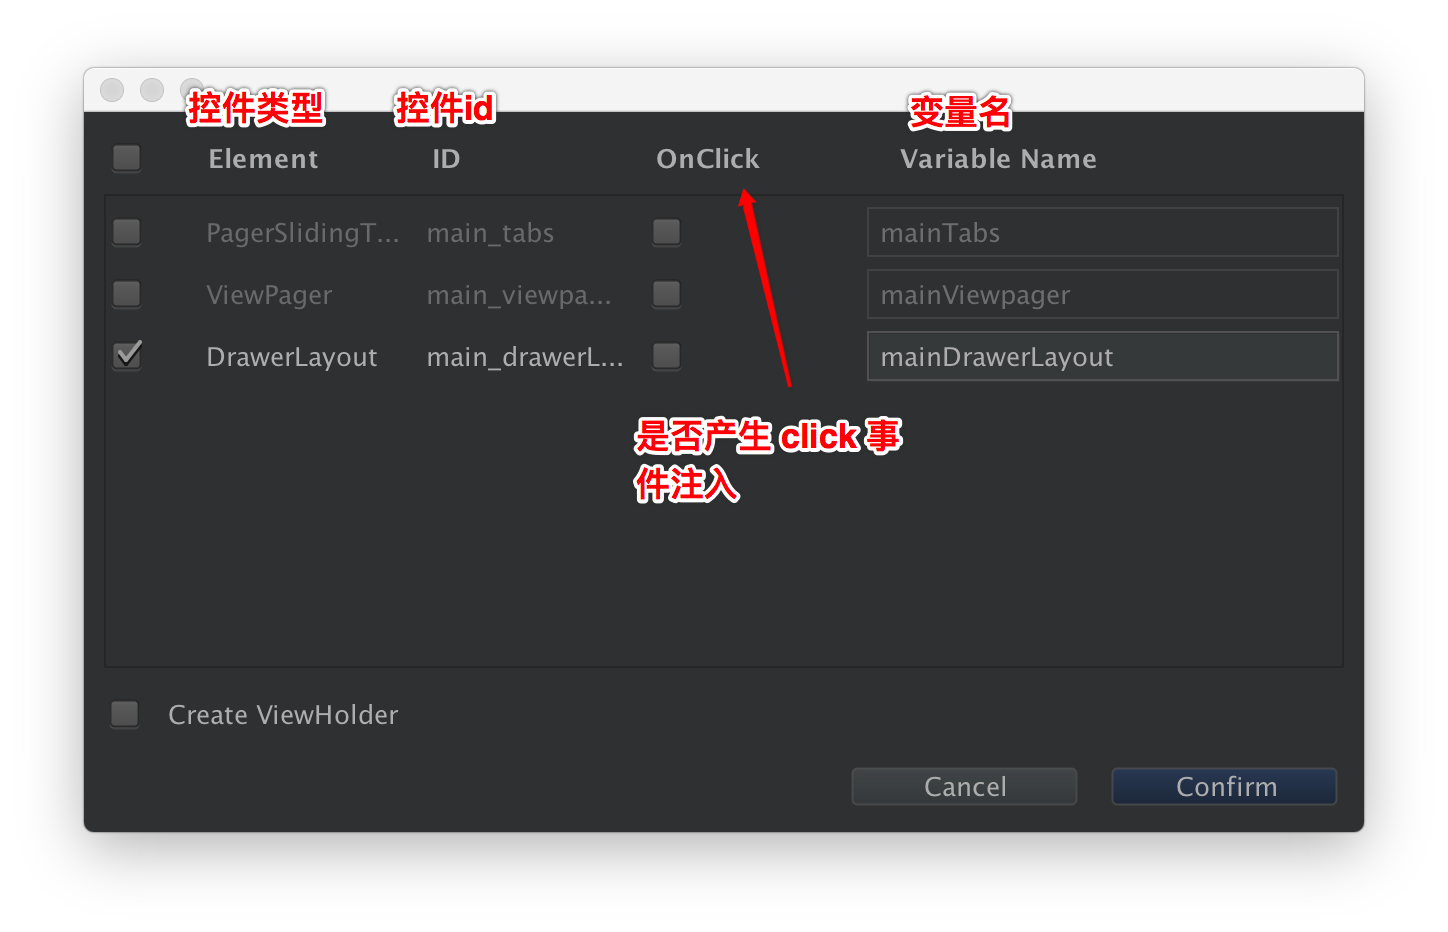 控件类型 控件id 变量名
Element ID OnClick Variable Name
PagerSlidingT... main_tabs mainTabs
ViewPager main_viewpa... mainViewpager
DrawerLayout main_drawerL... mainDrawerLayout
是否产生 click 事
件注入
Create ViewHolder
Cancel Confirm